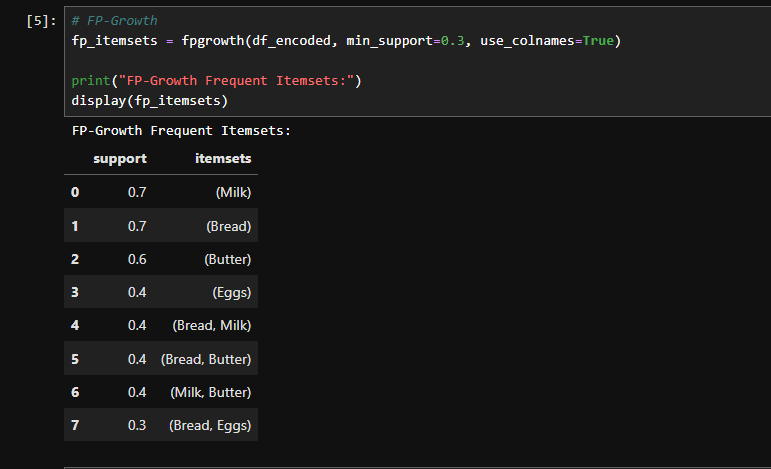 [5]: # FP-Growth
fp_itemsets = fpgrowth(df_encoded, min_support=0.3, use_colnames=True)
print("FP-Growth Frequent Itemsets:")
display(fp_itemsets)
FP-Growth Frequent Itemsets:
support itemsets
0 0.7 (Milk)
1 0.7 (Bread)
2 0.6 (Butter)
3 0.4 (Eggs)
4 0.4 (Bread, Milk)
5 0.4 (Bread, Butter)
6 0.4 (Milk, Butter)
7 0.3 (Bread, Eggs)